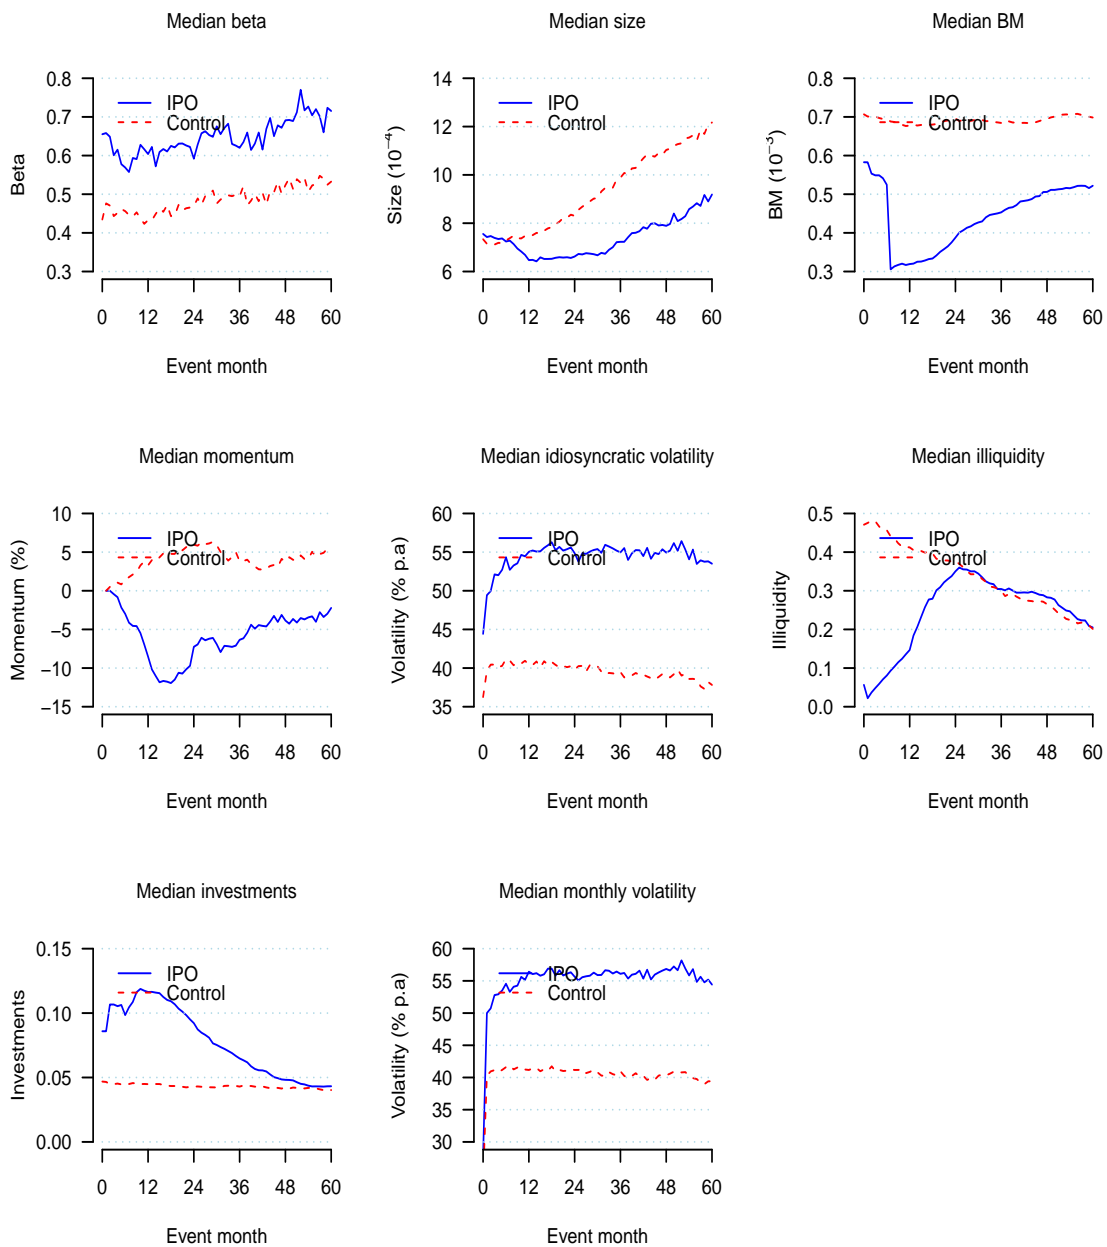 Median beta
Beta
0.8
0.7
0.6
0.5
0.4
0.3
IPO
Control
0 12 24 36 48 60
Event month
Median size
Size (10⁻⁴)
14
12
10
8
6
IPO
Control
0 12 24 36 48 60
Event month
Median BM
BM (10⁻³)
0.8
0.7
0.6
0.5
0.4
0.3
IPO
Control
0 12 24 36 48 60
Event month
Median momentum
Momentum (%)
10
5
0
−5
−10
−15
IPO
Control
0 12 24 36 48 60
Event month
Median idiosyncratic volatility
Volatility (% p.a)
60
55
50
45
40
35
IPO
Control
0 12 24 36 48 60
Event month
Median illiquidity
Illiquidity
0.5
0.4
0.3
0.2
0.1
0.0
IPO
Control
0 12 24 36 48 60
Event month
Median investments
Investments
0.15
0.10
0.05
0.00
IPO
Control
0 12 24 36 48 60
Event month
Median monthly volatility
Volatility (% p.a)
60
55
50
45
40
35
30
IPO
Control
0 12 24 36 48 60
Event month